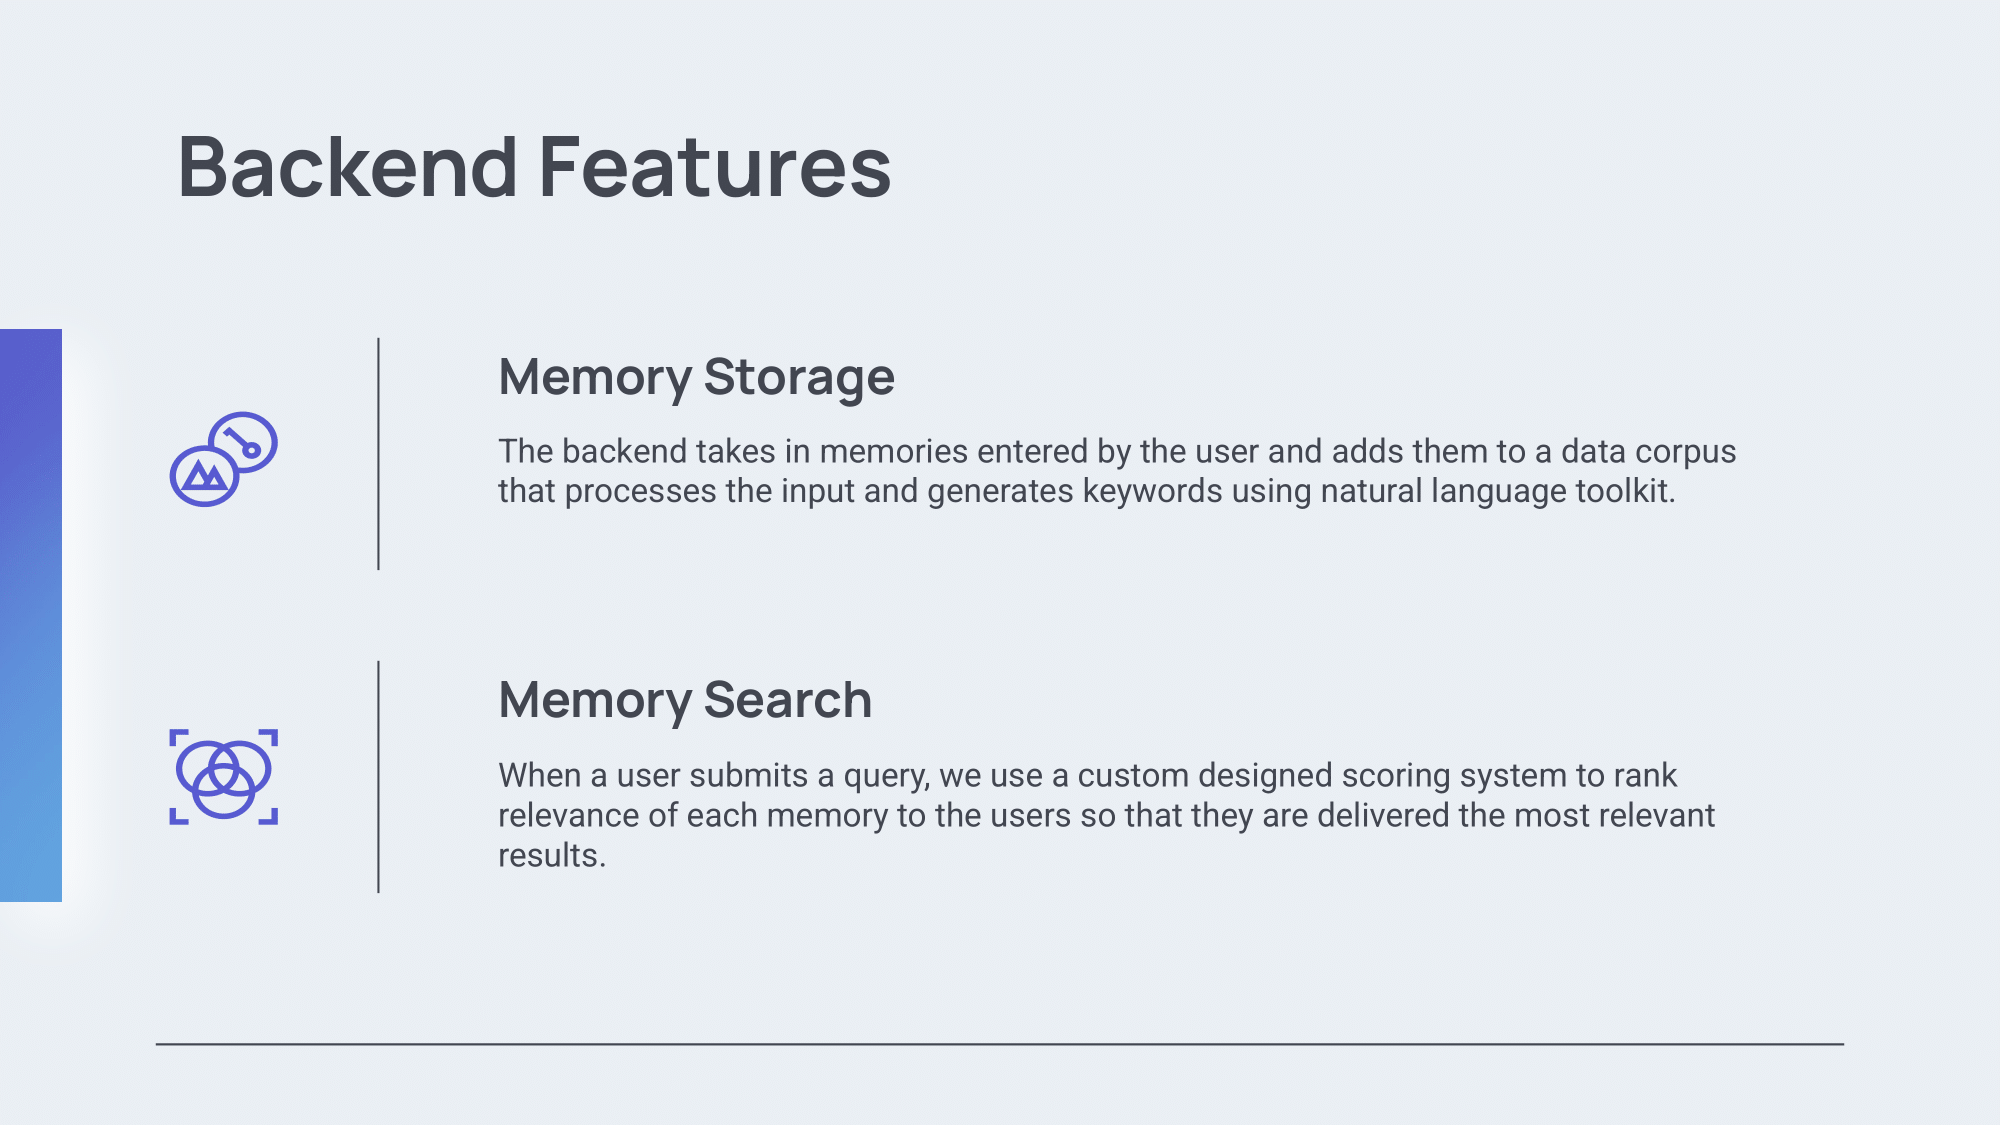 Backend Features
Memory Storage
The backend takes in memories entered by the user and adds them to a data corpus
that processes the input and generates keywords using natural language toolkit.
Memory Search
When a user submits a query, we use a custom designed scoring system to rank
relevance of each memory to the users so that they are delivered the most relevant
results.